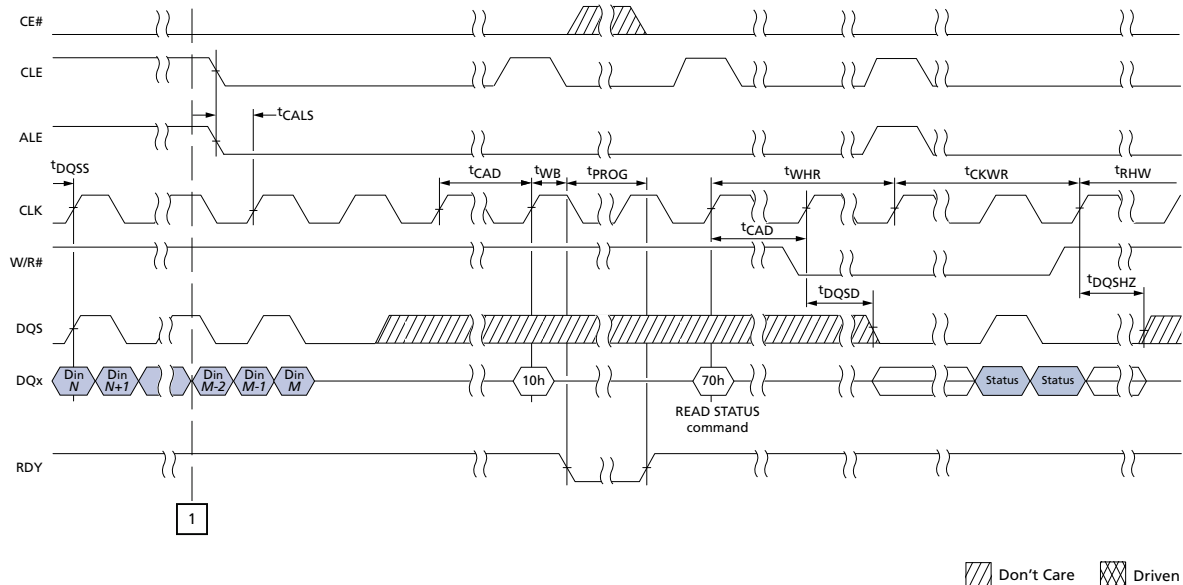 CE#
CLE
tCALS
ALE
tDQSS
tCAD
tWB
tPROG
tWHR
tCKWR
tRHW
CLK
tCAD
W/R#
tDQSD
tDQSHZ
DQS
DQx
Din N
Din N+1
Din M-2
Din M-1
Din M
10h
70h
Status
Status
READ STATUS
command
RDY
1
Don't Care
Driven